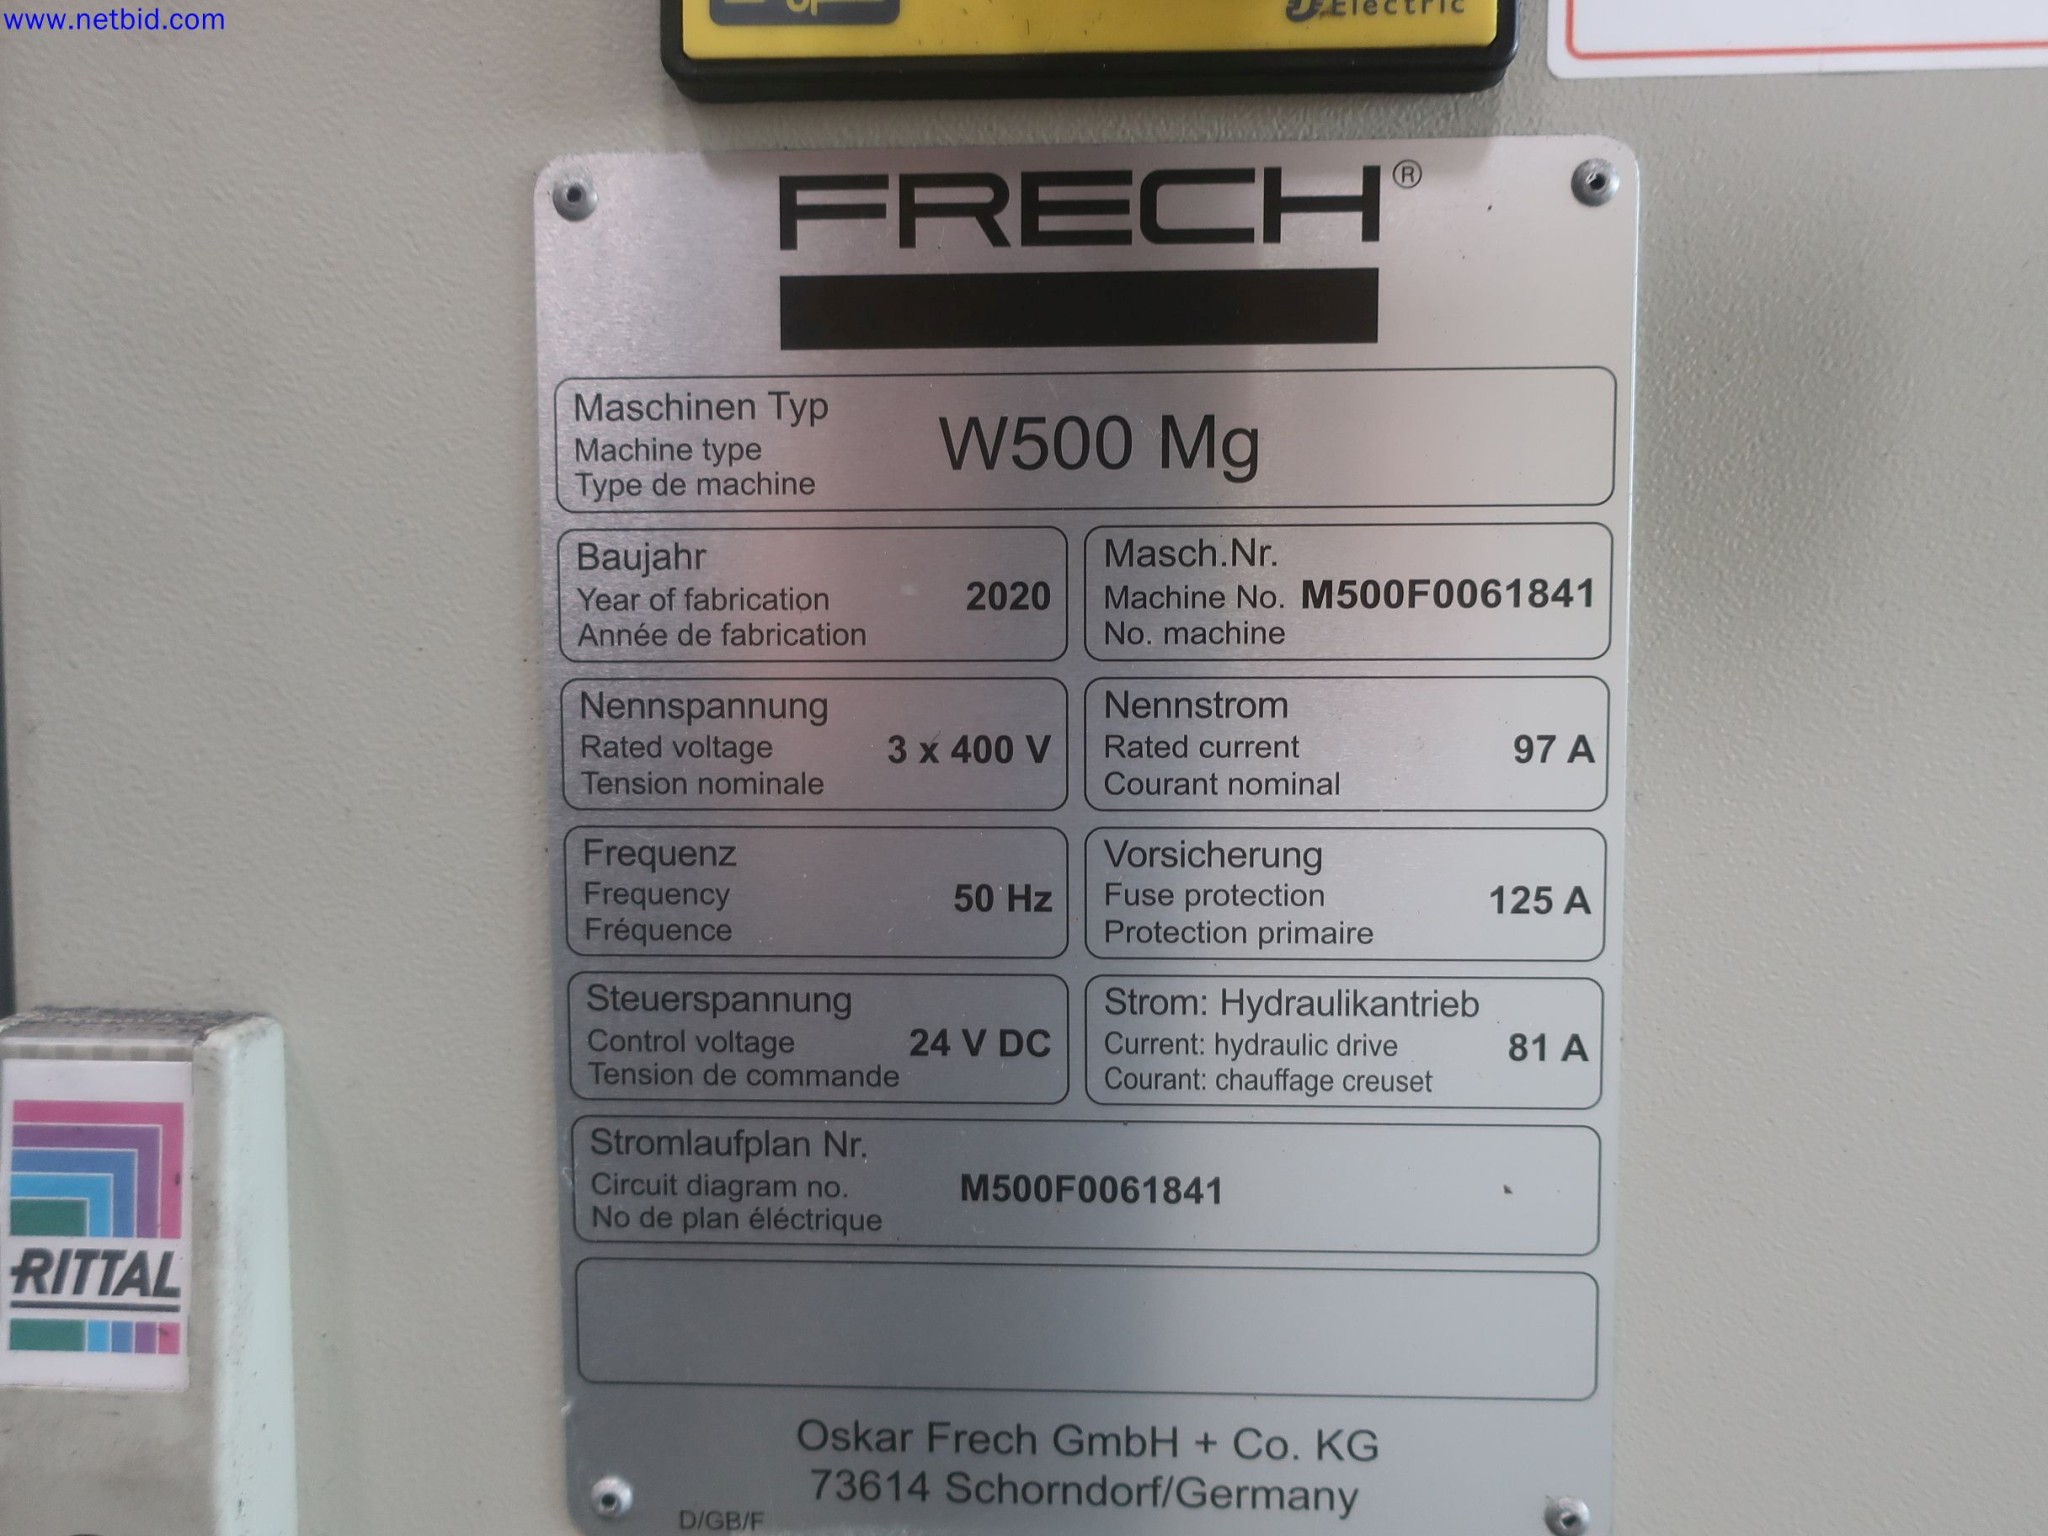 www.netbid.com
Electric
FRECH®
Maschinen Typ
Machine type
Type de machine
W500 Mg
Baujahr
Year of fabrication
Année de fabrication
2020
Masch.Nr.
Machine No.
No. machine
M500F0061841
Nennspannung
Rated voltage
Tension nominale
3 x 400 V
Nennstrom
Rated current
Courant nominal
97 A
Frequenz
Frequency
Fréquence
50 Hz
Vorsicherung
Fuse protection
Protection primaire
125 A
Steuerspannung
Control voltage
Tension de commande
24 V DC
Strom: Hydraulikantrieb
Current: hydraulic drive
Courant: chauffage creuset
81 A
Stromlaufplan Nr.
Circuit diagram no.
No de plan éléctrique
M500F0061841
RITTAL
Oskar Frech GmbH + Co. KG
73614 Schorndorf/Germany
D/GB/F